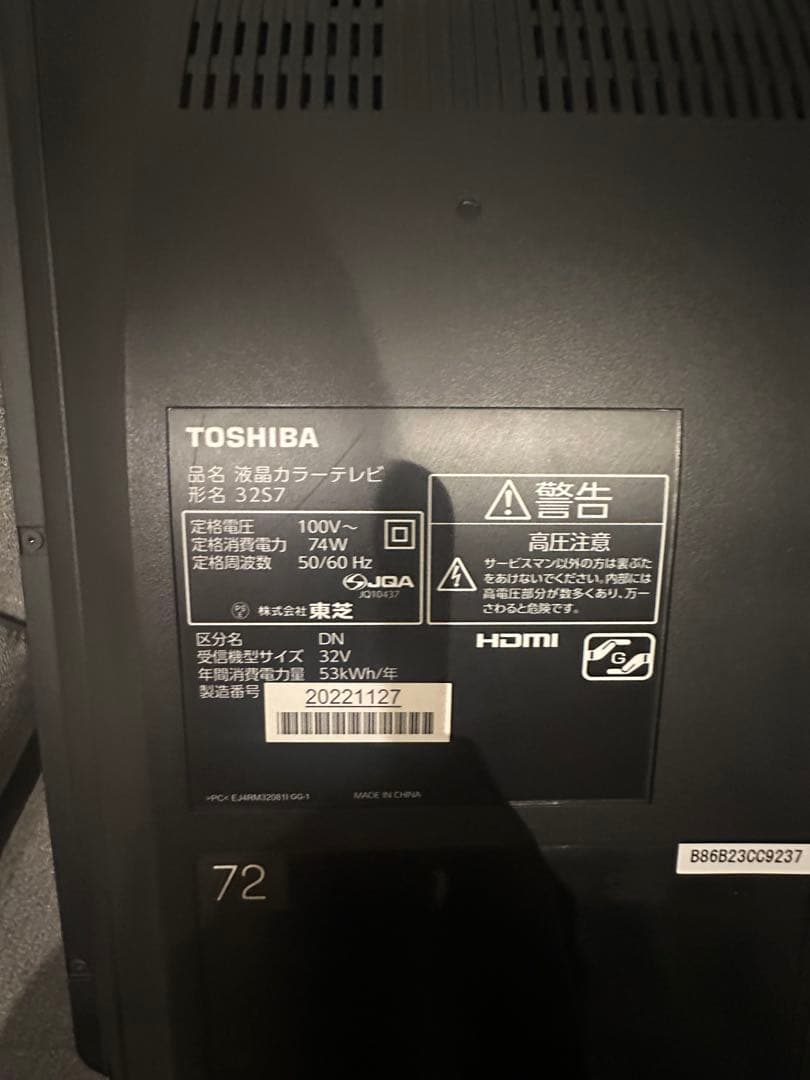 TOSHIBA
品名 液晶カラーテレビ
形名 32S7
定格電圧 100V～
定格消費電力 74W
定格周波数 50/60 Hz
JQA
JQ10437
PS E 株式会社 東芝
警告
高圧注意
サービスマン以外の方は裏ぶた
をあけないでください。内部には
高電圧部分が数多くあり、万一
さわると危険です。
区分名 DN
受信機型サイズ 32V
年間消費電力量 53kWh/年
製造番号 20221127
HDMI
G
>PC< EJ4RM32081I GG-1 MADE IN CHINA
B86B23CC9237
72